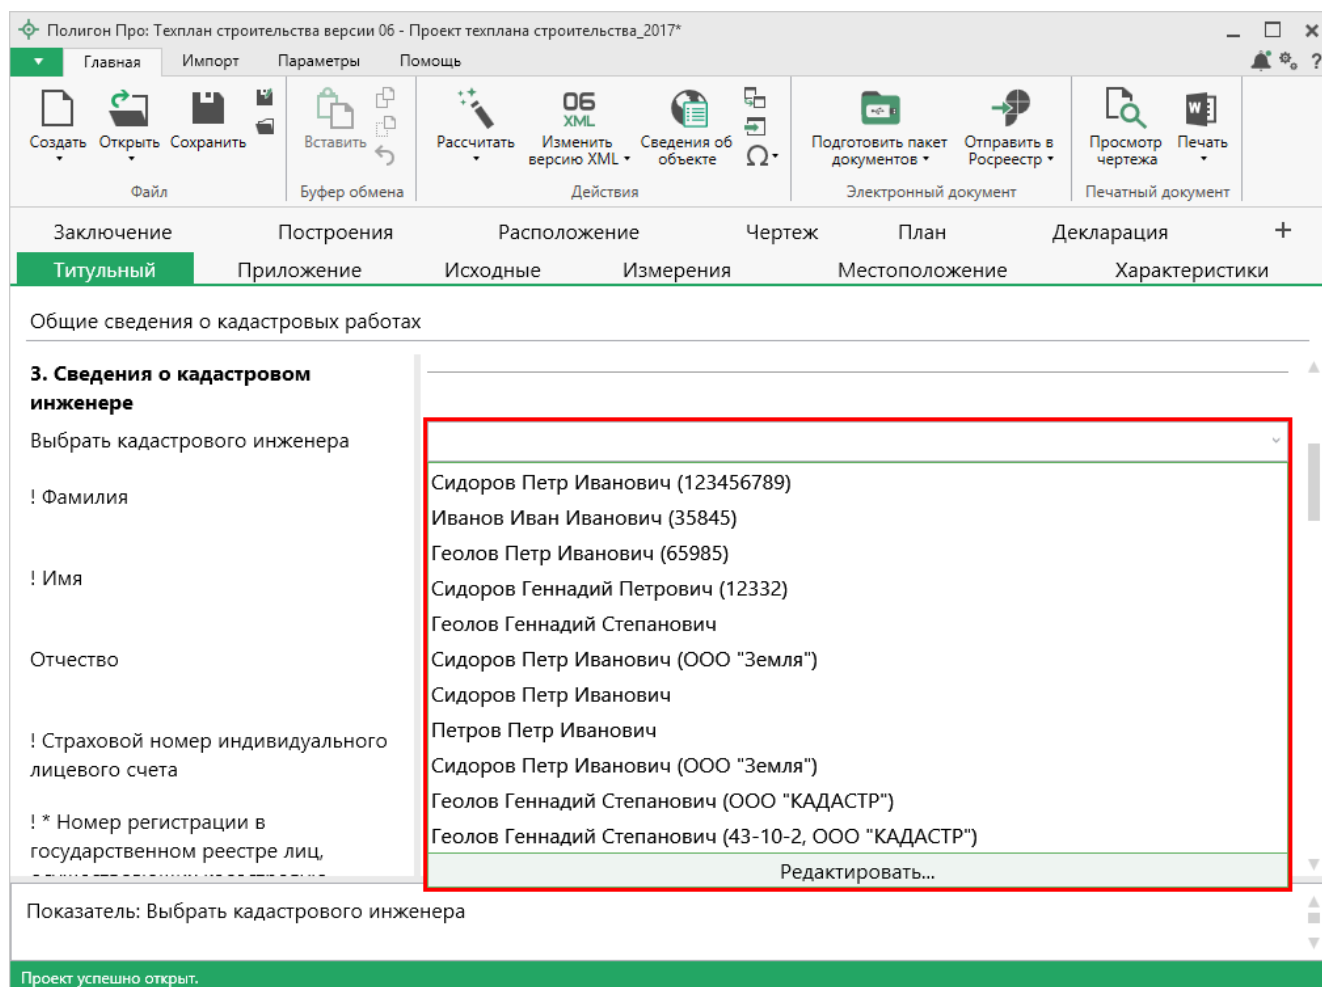 Полигон Про: Техплан строительства версии 06 - Проект техплана строительства_2017*
Главная Импорт Параметры Помощь
?
Создать Открыть Сохранить
Вставить
Рассчитать
06
XML
Изменить
версию XML
Сведения об
объекте
Ω
Подготовить пакет
документов
Отправить в
Росреестр
Просмотр
чертежа
W
Печать
Файл Буфер обмена Действия Электронный документ Печатный документ
Заключение Построения Расположение Чертеж План Декларация +
Титульный Приложение Исходные Измерения Местоположение Характеристики
Общие сведения о кадастровых работах
3. Сведения о кадастровом
инженере
Выбрать кадастрового инженера
! Фамилия
! Имя
Отчество
! Страховой номер индивидуального
лицевого счета
! * Номер регистрации в
государственном реестре лиц,
Сидоров Петр Иванович (123456789)
Иванов Иван Иванович (35845)
Геолов Петр Иванович (65985)
Сидоров Геннадий Петрович (12332)
Геолов Геннадий Степанович
Сидоров Петр Иванович (ООО "Земля")
Сидоров Петр Иванович
Петров Петр Иванович
Сидоров Петр Иванович (ООО "Земля")
Геолов Геннадий Степанович (ООО "КАДАСТР")
Геолов Геннадий Степанович (43-10-2, ООО "КАДАСТР")
Редактировать...
Показатель: Выбрать кадастрового инженера
Проект успешно открыт.